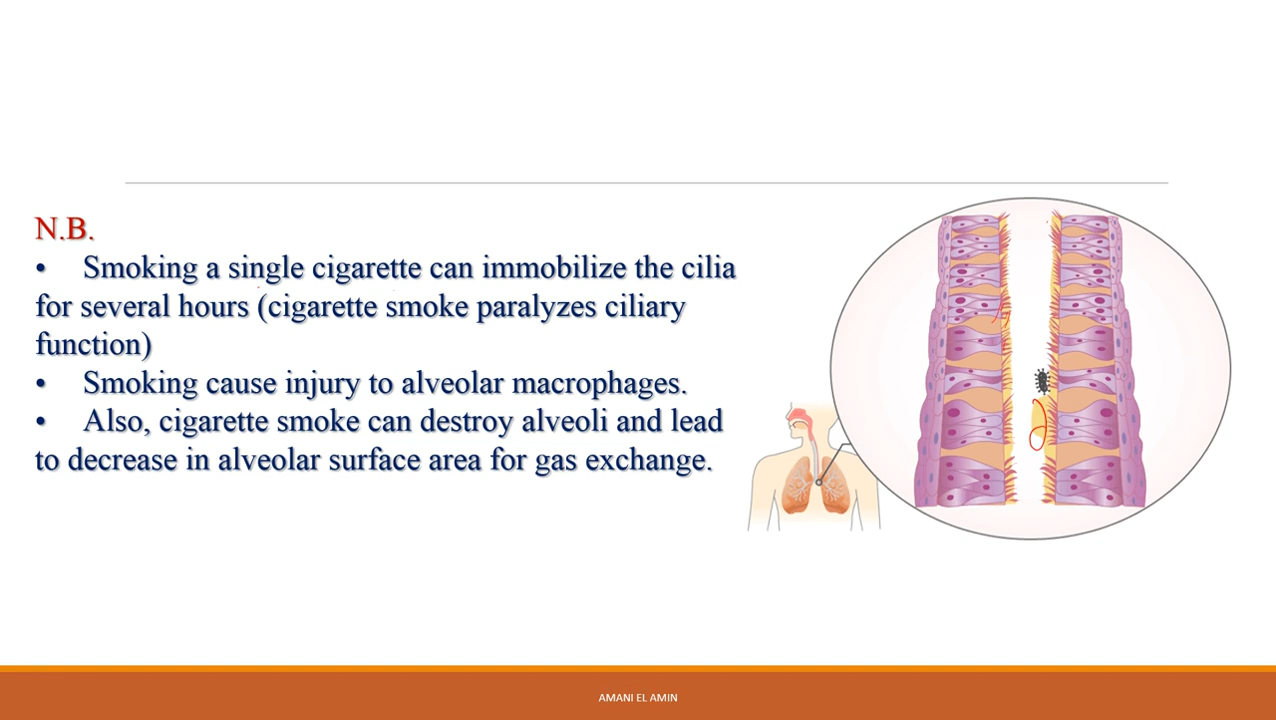 N.B.
• Smoking a single cigarette can immobilize the cilia
for several hours (cigarette smoke paralyzes ciliary
function)
• Smoking cause injury to alveolar macrophages.
• Also, cigarette smoke can destroy alveoli and lead
to decrease in alveolar surface area for gas exchange.
AMANI EL AMIN